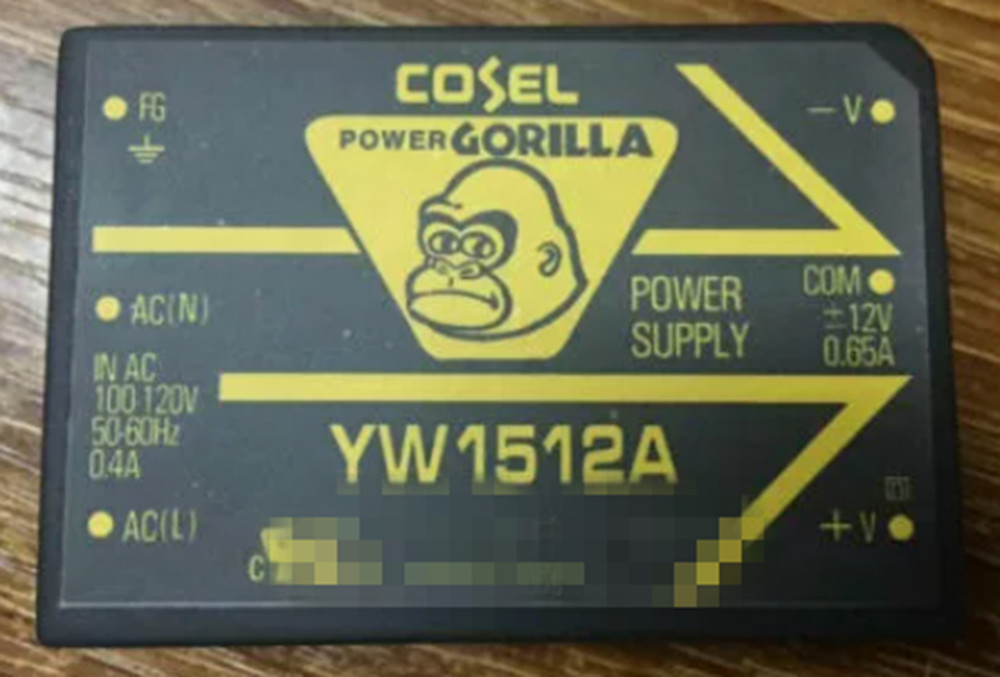 COSEL
POWER GORILLA
FG
– V
AC(N)
IN AC
100-120V
50-60Hz
0.4A
AC(L)
POWER
SUPPLY
COM
±12V
0.65A
YW1512A
+ V
C